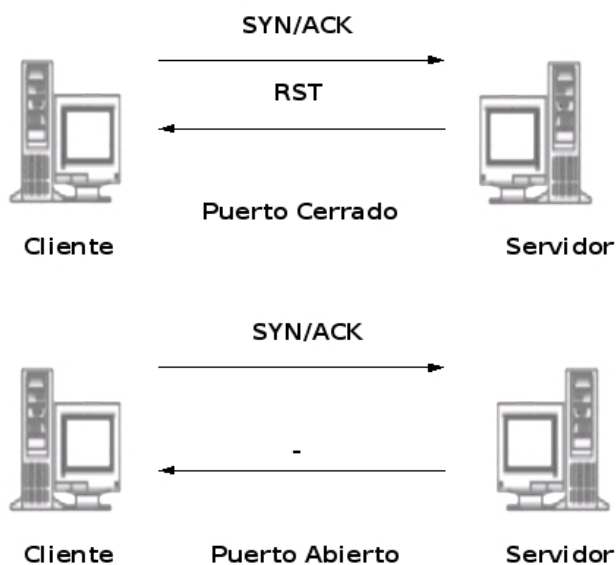 SYN/ACK
RST
Puerto Cerrado
Cliente
Servidor
SYN/ACK
-
Cliente
Puerto Abierto
Servidor